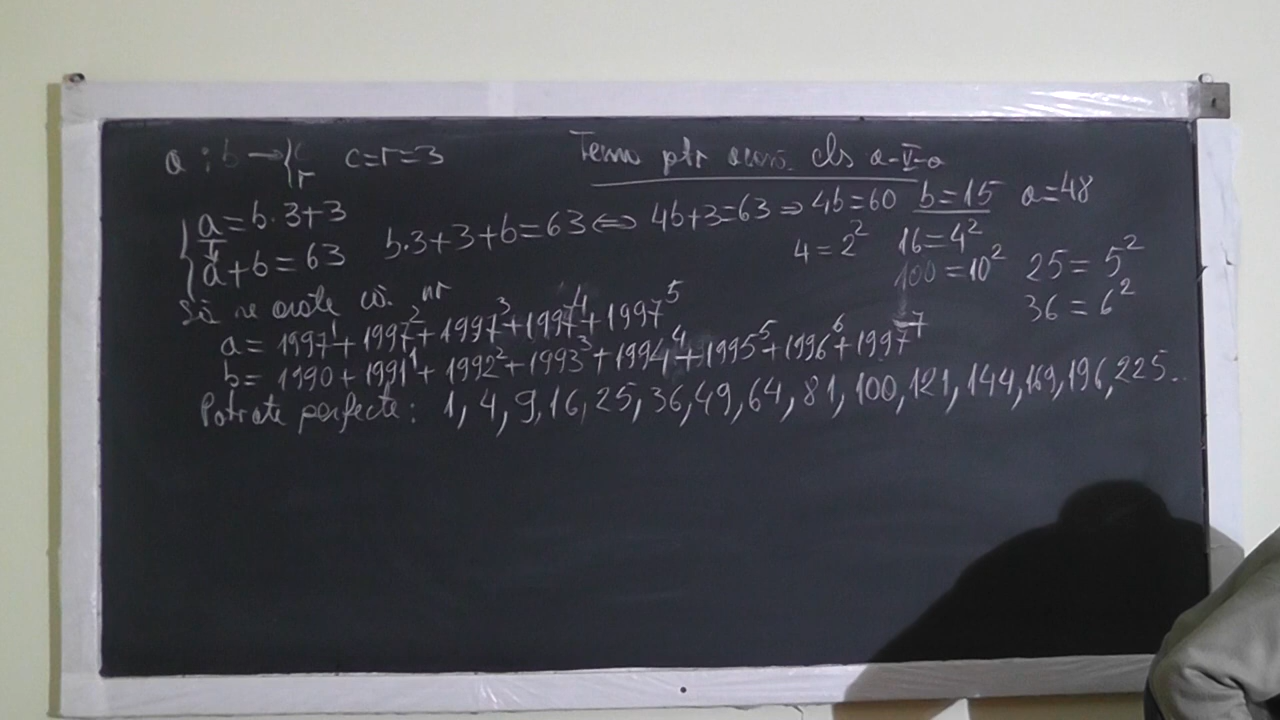 a : b → { c r c=r=3 Tema ptr acasă cls a-V-a
{ a=b·3+3
b·3+3+b=63 ⇔ 4b+3=63 ⇒ 4b=60 b=15 a=48
a+b=63
4=2² 16=4²
100=10² 25=5²
36=6²
Să se arate că nr
a= 1997¹+1997²+1997³+1997⁴+1997⁵
b= 1990+1991¹+1992²+1993³+1994⁴+1995⁵+1996⁶+1997⁷
Patrate perfecte: 1, 4, 9, 16, 25, 36, 49, 64, 81, 100, 121, 144, 169, 196, 225...